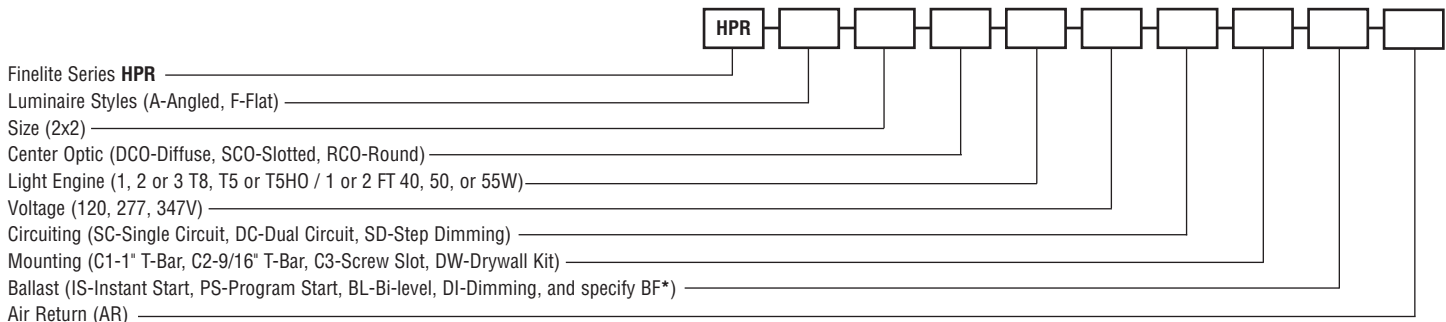 HPR
Finelite Series HPR
Luminaire Styles (A-Angled, F-Flat)
Size (2x2)
Center Optic (DCO-Diffuse, SCO-Slotted, RCO-Round)
Light Engine (1, 2 or 3 T8, T5 or T5HO / 1 or 2 FT 40, 50, or 55W)
Voltage (120, 277, 347V)
Circuiting (SC-Single Circuit, DC-Dual Circuit, SD-Step Dimming)
Mounting (C1-1" T-Bar, C2-9/16" T-Bar, C3-Screw Slot, DW-Drywall Kit)
Ballast (IS-Instant Start, PS-Program Start, BL-Bi-level, DI-Dimming, and specify BF*)
Air Return (AR)